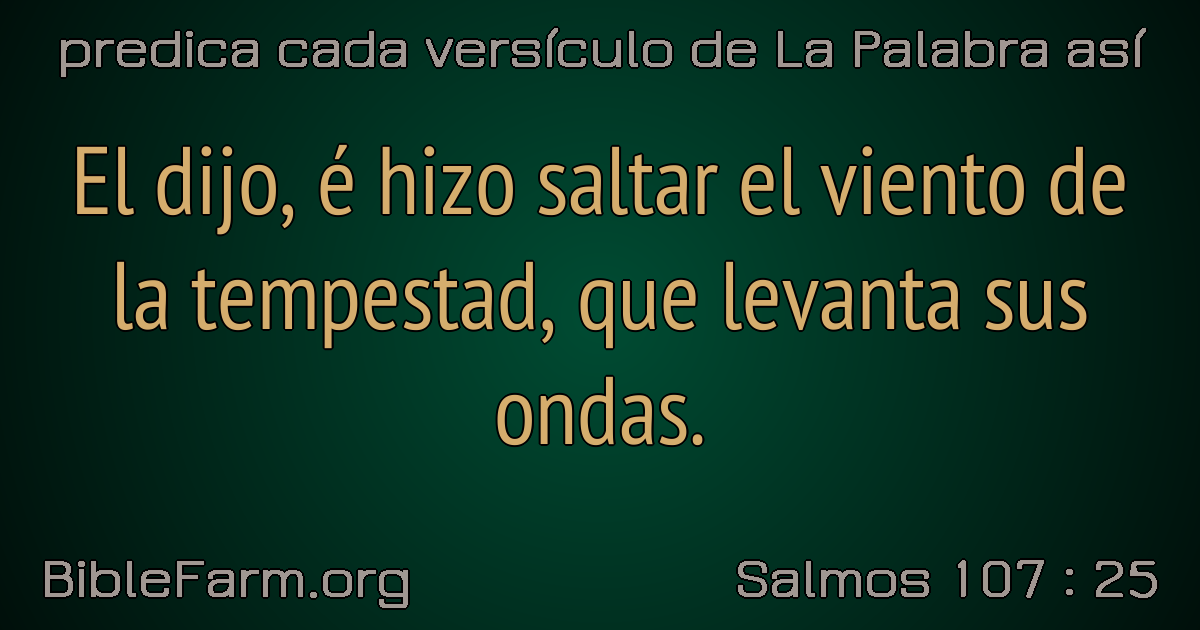 predica cada versículo de La Palabra así
El dijo, é hizo saltar el viento de
la tempestad, que levanta sus
ondas.
BibleFarm.org
Salmos 107 : 25